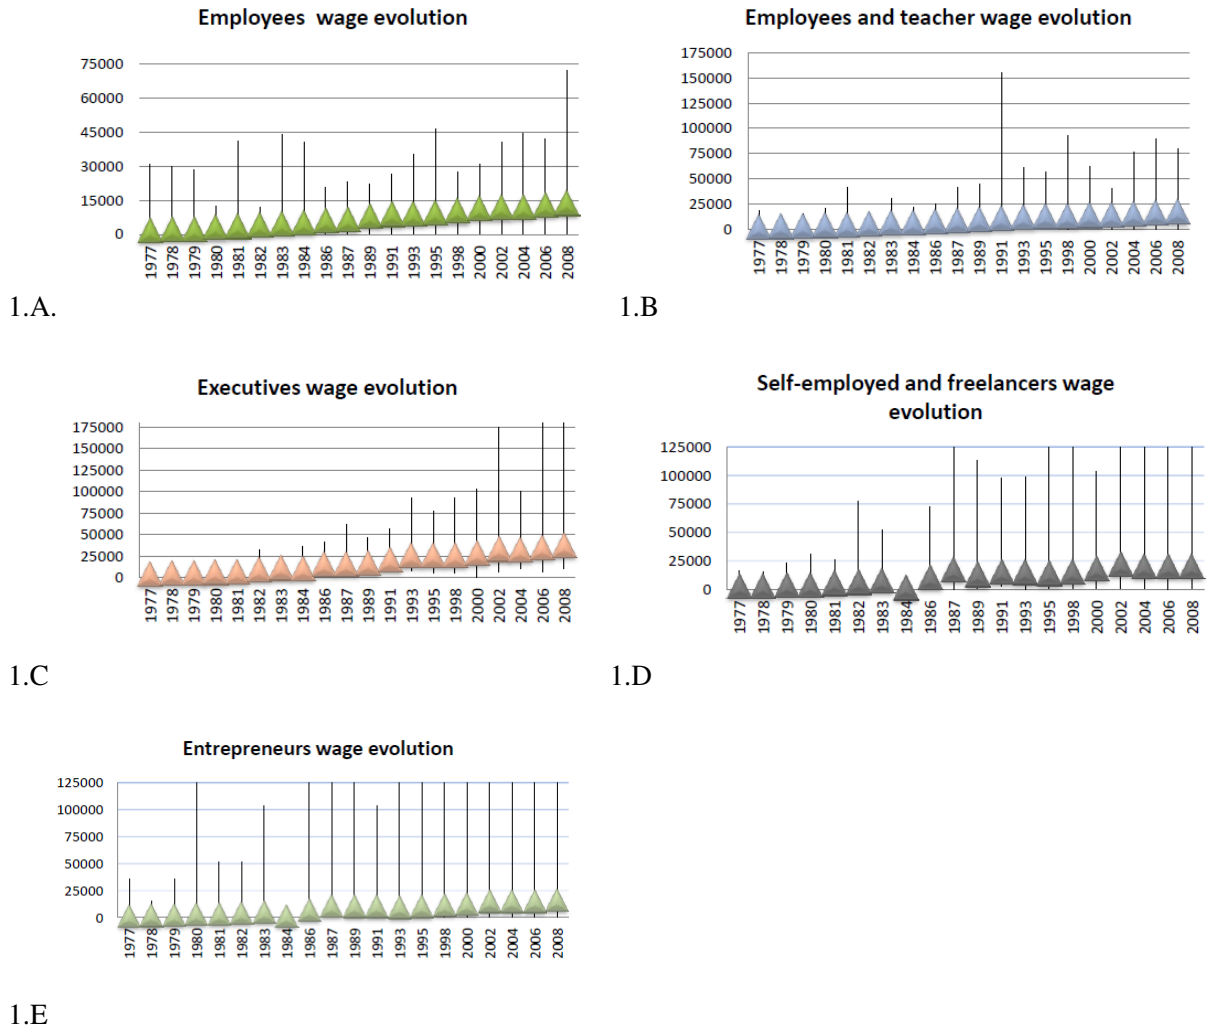 Employees  wage evolution
75000
60000
45000
30000
15000
0
1977 1978 1979 1980 1981 1982 1983 1984 1986 1987 1989 1991 1993 1995 1998 2000 2002 2004 2006 2008
1.A.
Employees and teacher wage evolution
175000
150000
125000
100000
75000
50000
25000
0
1977 1978 1979 1980 1981 1982 1983 1984 1986 1987 1989 1991 1993 1995 1998 2000 2002 2004 2006 2008
1.B
Executives wage evolution
175000
150000
125000
100000
75000
50000
25000
0
1977 1978 1979 1980 1981 1982 1983 1984 1986 1987 1989 1991 1993 1995 1998 2000 2002 2004 2006 2008
1.C
Self-employed and freelancers wage
evolution
125000
100000
75000
50000
25000
0
1977 1978 1979 1980 1981 1982 1983 1984 1986 1987 1989 1991 1993 1995 1998 2000 2002 2004 2006 2008
1.D
Entrepreneurs wage evolution
125000
100000
75000
50000
25000
0
1977 1978 1979 1980 1981 1982 1983 1984 1986 1987 1989 1991 1993 1995 1998 2000 2002 2004 2006 2008
1.E